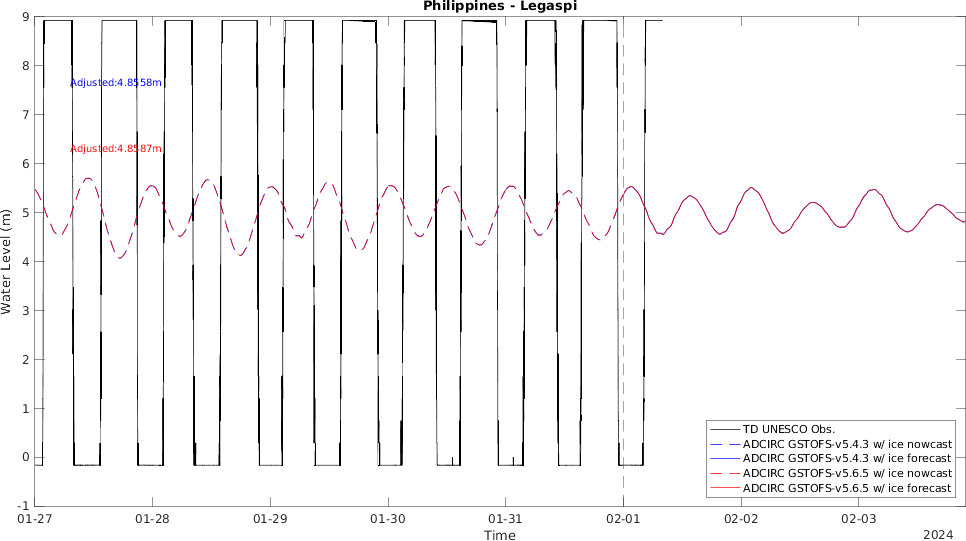 Philippines - Legaspi
9
8
7
6
5
4
3
2
1
0
-1
Water Level (m)
Adjusted:4.8558m
Adjusted:4.8587m
TD UNESCO Obs.
ADCIRC GSTOFS-v5.4.3 w/ ice nowcast
ADCIRC GSTOFS-v5.4.3 w/ ice forecast
ADCIRC GSTOFS-v5.6.5 w/ ice nowcast
ADCIRC GSTOFS-v5.6.5 w/ ice forecast
01-27 01-28 01-29 01-30 01-31 02-01 02-02 02-03
Time
2024